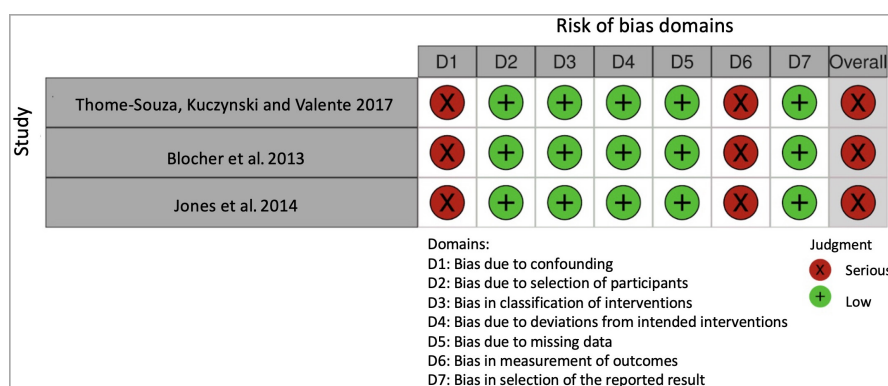 Risk of bias domains
D1 D2 D3 D4 D5 D6 D7 Overall
Study
Thome-Souza, Kuczynski and Valente 2017 X + + + + X + X
Blocher et al. 2013 X + + + + X + X
Jones et al. 2014 X + + + + X + X
Domains:
D1: Bias due to confounding
D2: Bias due to selection of participants
D3: Bias in classification of interventions
D4: Bias due to deviations from intended interventions
D5: Bias due to missing data
D6: Bias in measurement of outcomes
D7: Bias in selection of the reported result
Judgment
X Serious
+ Low